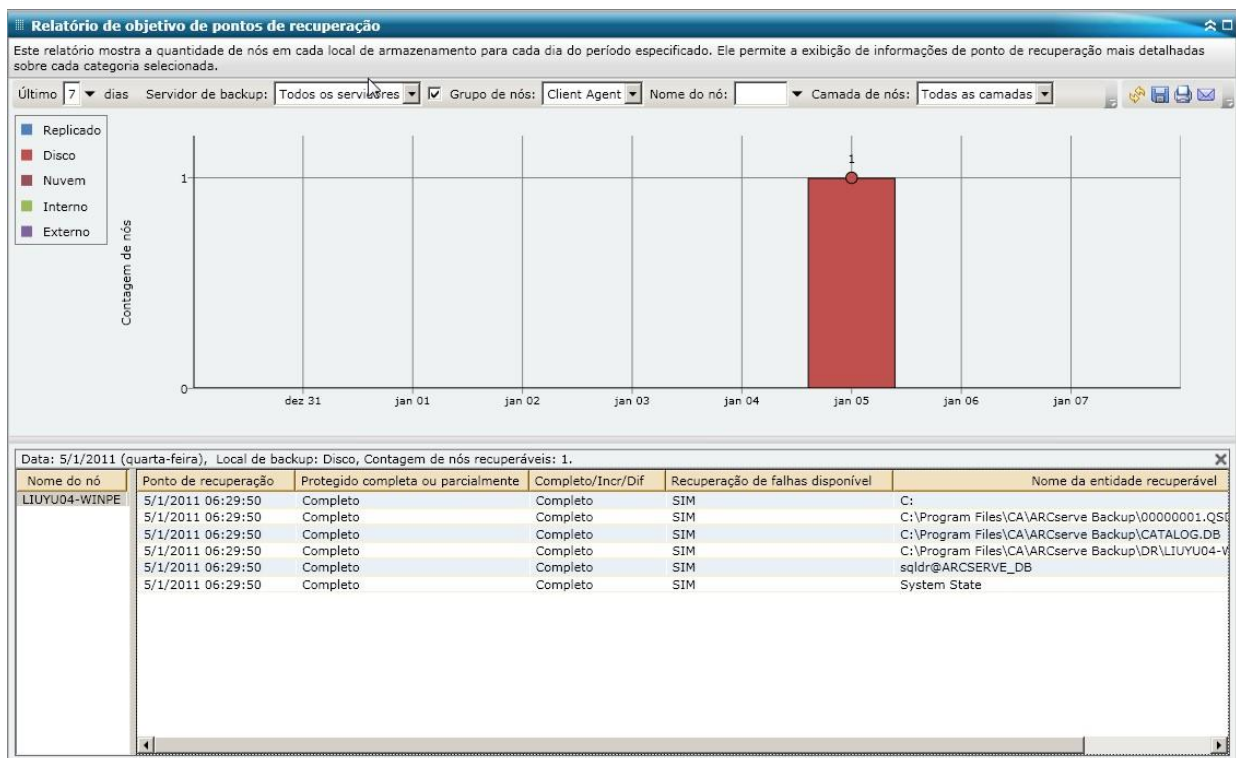 Relatório de objetivo de pontos de recuperação
Este relatório mostra a quantidade de nós em cada local de armazenamento para cada dia do período especificado. Ele permite a exibição de informações de ponto de recuperação mais detalhadas
sobre cada categoria selecionada.
Último 7 dias Servidor de backup: Todos os servidores Grupo de nós: Client Agent Nome do nó: Camada de nós: Todas as camadas
Replicado
Disco
Nuvem
Interno
Externo
Contagem de nós
1
1
0
dez 31 jan 01 jan 02 jan 03 jan 04 jan 05 jan 06 jan 07
Data: 5/1/2011 (quarta-feira), Local de backup: Disco, Contagem de nós recuperáveis: 1.
Nome do nó Ponto de recuperação Protegido completa ou parcialmente Completo/Incr/Dif Recuperação de falhas disponível Nome da entidade recuperável
LIUYU04-WINPE 5/1/2011 06:29:50 Completo Completo SIM C:
5/1/2011 06:29:50 Completo Completo SIM C:\Program Files\CA\ARCserve Backup\00000001.QSD
5/1/2011 06:29:50 Completo Completo SIM C:\Program Files\CA\ARCserve Backup\CATALOG.DB
5/1/2011 06:29:50 Completo Completo SIM C:\Program Files\CA\ARCserve Backup\DR\LIUYU04-W
5/1/2011 06:29:50 Completo Completo SIM sqldr@ARCSERVE_DB
5/1/2011 06:29:50 Completo Completo SIM System State